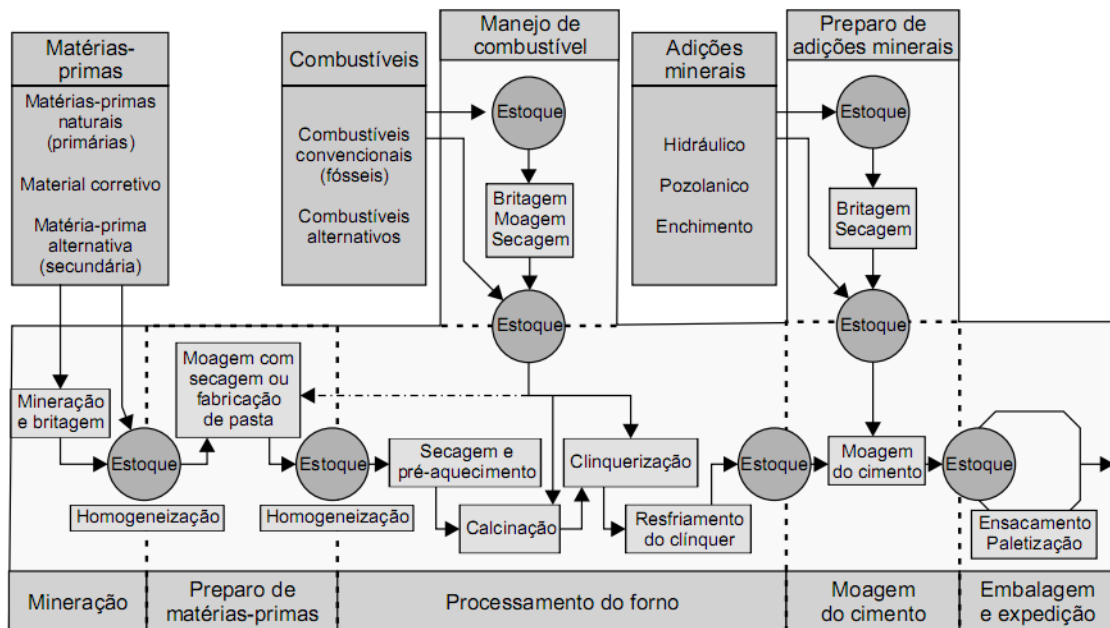 Matérias-
primas
Matérias-primas
naturais
(primárias)
Material corretivo
Matéria-prima
alternativa
(secundária)
Combustíveis
Combustíveis
convencionais
(fósseis)
Combustíveis
alternativos
Manejo de
combustível
Estoque
Britagem
Moagem
Secagem
Estoque
Adições
minerais
Hidráulico
Pozolanico
Enchimento
Preparo de
adições minerais
Estoque
Britagem
Secagem
Estoque
Mineração
e britagem
Estoque
Homogeneização
Moagem com
secagem ou
fabricação
de pasta
Estoque
Homogeneização
Secagem e
pré-aquecimento
Calcinação
Clinquerização
Resfriamento
do clínquer
Estoque
Moagem
do cimento
Estoque
Ensacamento
Paletização
Mineração
Preparo de
matérias-primas
Processamento do forno
Moagem
do cimento
Embalagem
e expedição